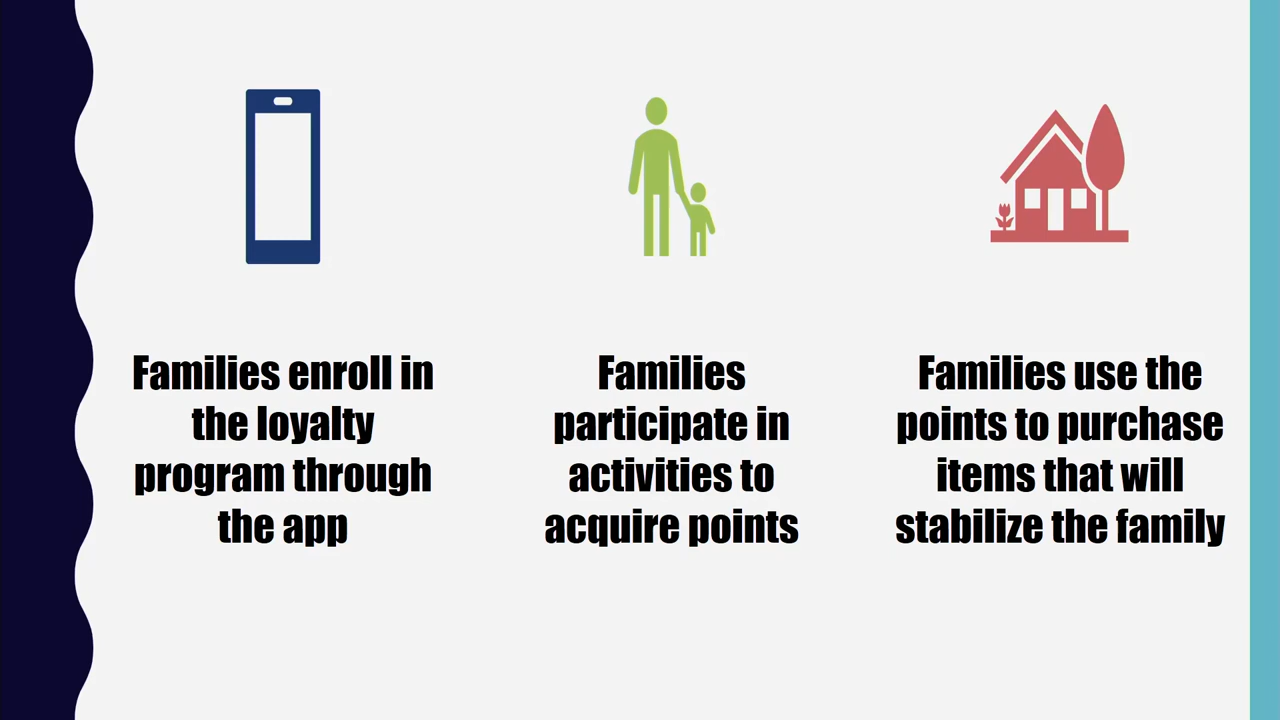 Families enroll in
the loyalty
program through
the app
Families
participate in
activities to
acquire points
Families use the
points to purchase
items that will
stabilize the family